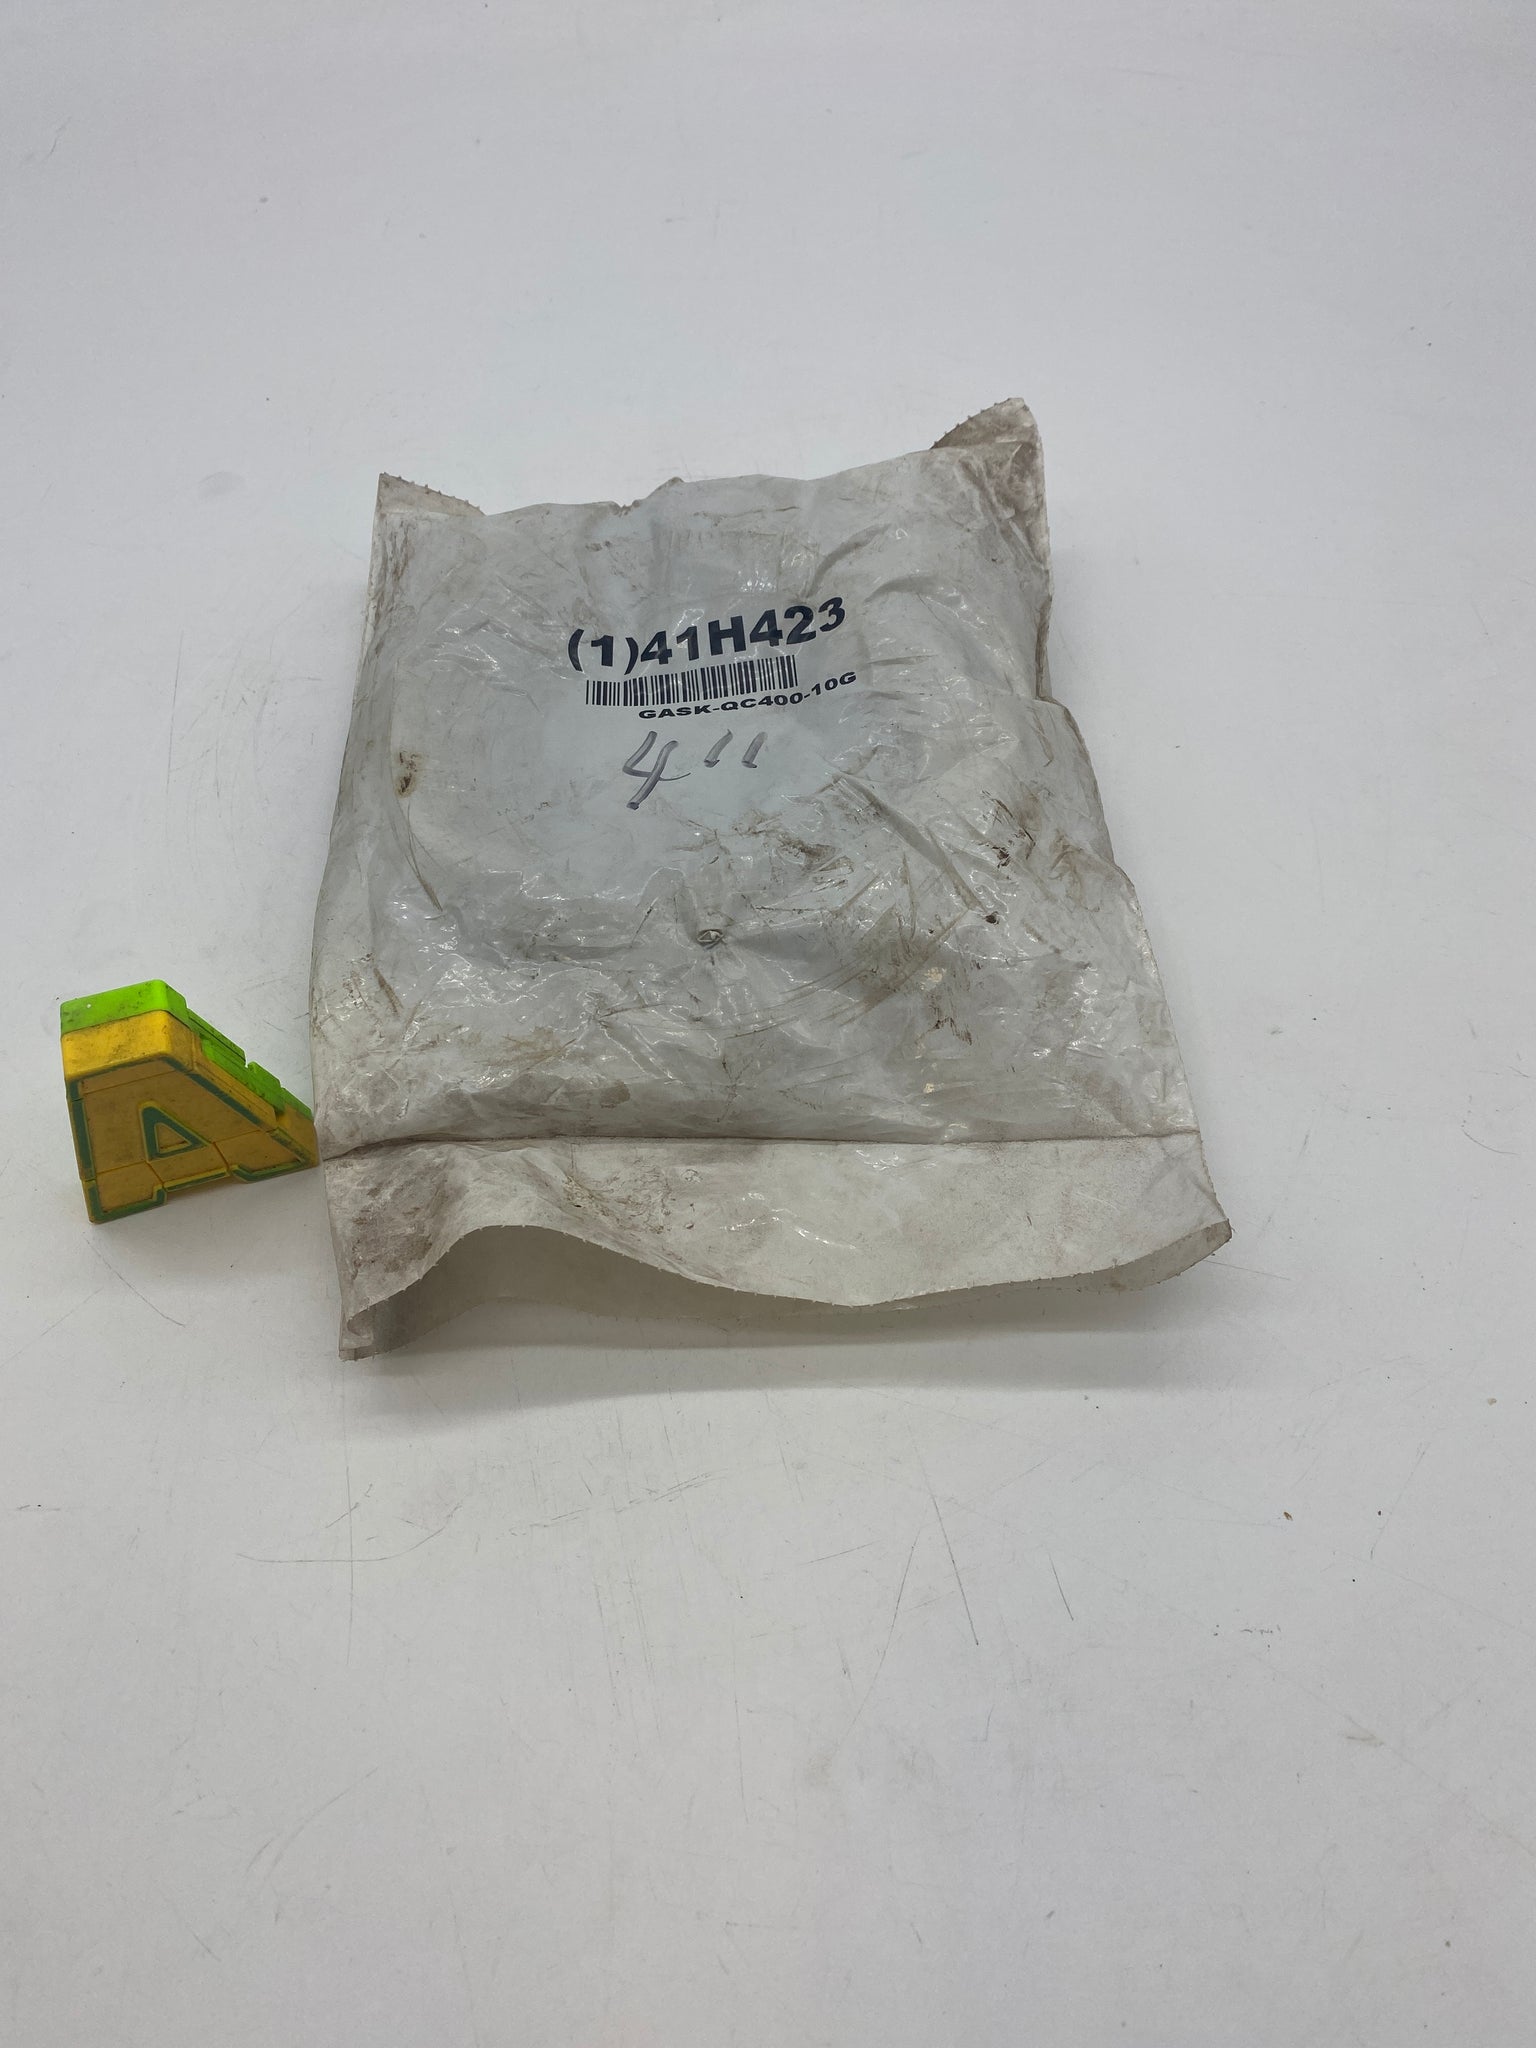 (1)41H423
GASK-QC400-10G
4"
A